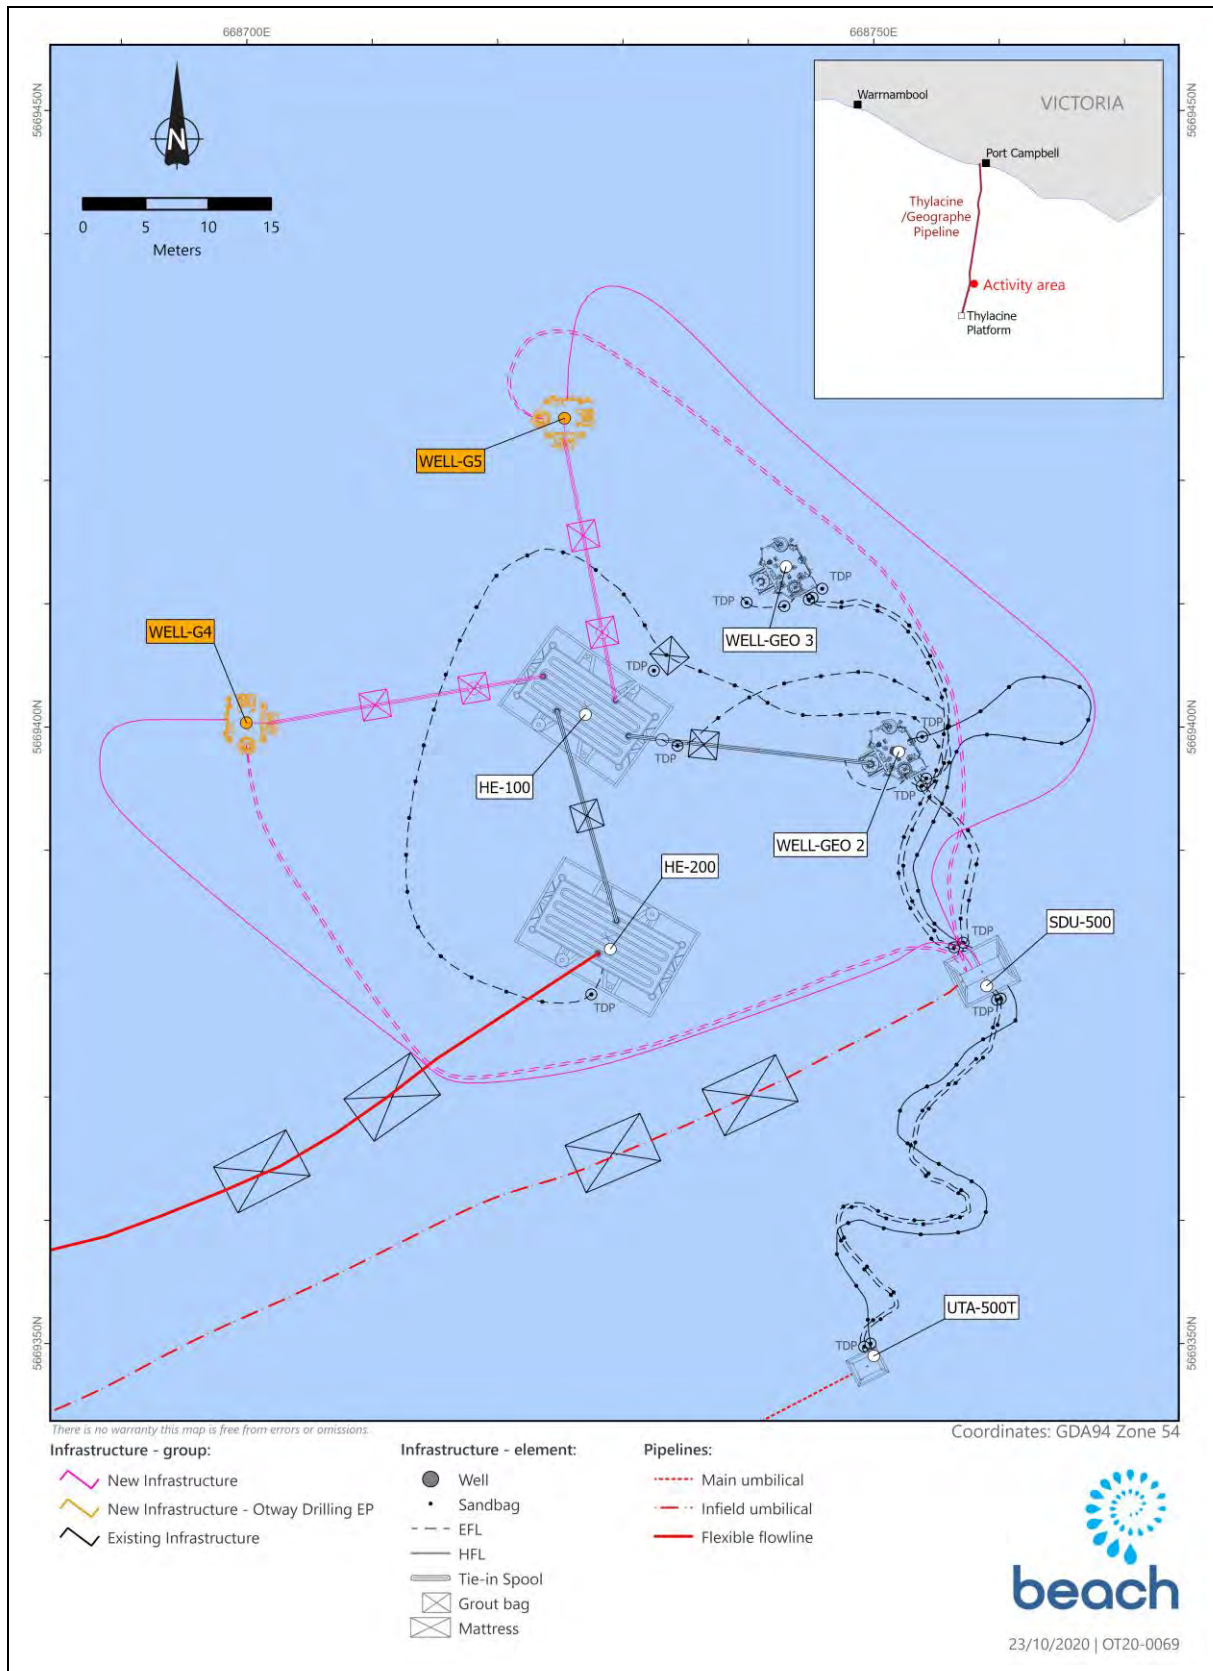 668700E
668750E
5669450N
5669450N
N
0 5 10 15
Meters
Warrnambool
VICTORIA
Port Campbell
Thylacine
/Geographe
Pipeline
Activity area
Thylacine
Platform
WELL-G5
TDP
TDP
WELL-GEO 3
WELL-G4
TDP
5669400N
5669400N
TDP
TDP
HE-100
TDP
WELL-GEO 2
HE-200
SDU-500
TDP
TDP
TDP
UTA-500T
TDP
5669350N
5669350N
There is no warranty this map is free from errors or omissions.
Coordinates: GDA94 Zone 54
Infrastructure - group:
New Infrastructure
New Infrastructure - Otway Drilling EP
Existing Infrastructure
Infrastructure - element:
Well
Sandbag
EFL
HFL
Tie-in Spool
Grout bag
Mattress
Pipelines:
Main umbilical
Infield umbilical
Flexible flowline
beach
23/10/2020 | OT20-0069